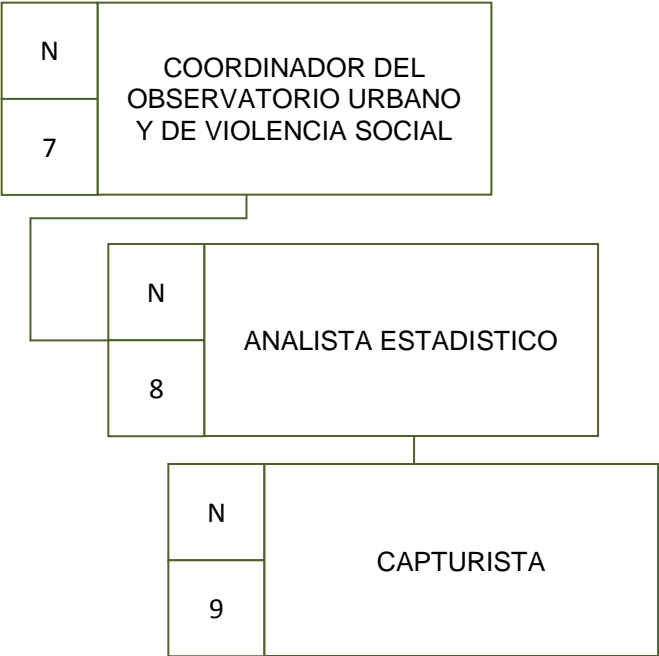 N
COORDINADOR DEL
OBSERVATORIO URBANO
Y DE VIOLENCIA SOCIAL
7
N
ANALISTA ESTADISTICO
8
N
CAPTURISTA
9